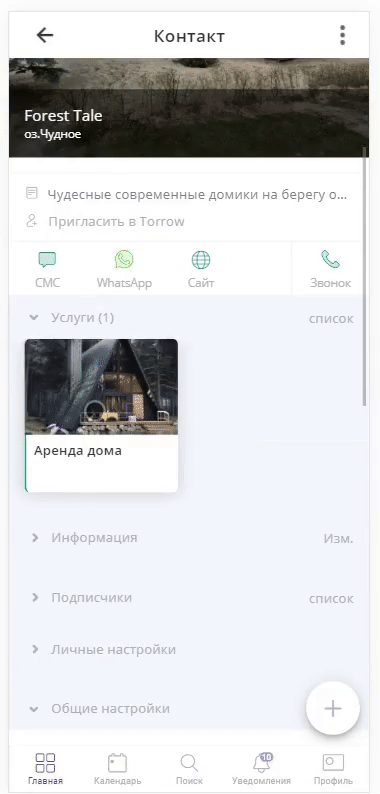 Контакт
Forest Tale
оз.Чудное
Чудесные современные домики на берегу о...
Пригласить в Torrow
СМС
WhatsApp
Сайт
Звонок
Услуги (1)
список
Аренда дома
Информация
Изм.
Подписчики
список
Личные настройки
Общие настройки
10
Главная
Календарь
Поиск
Уведомления
Профиль